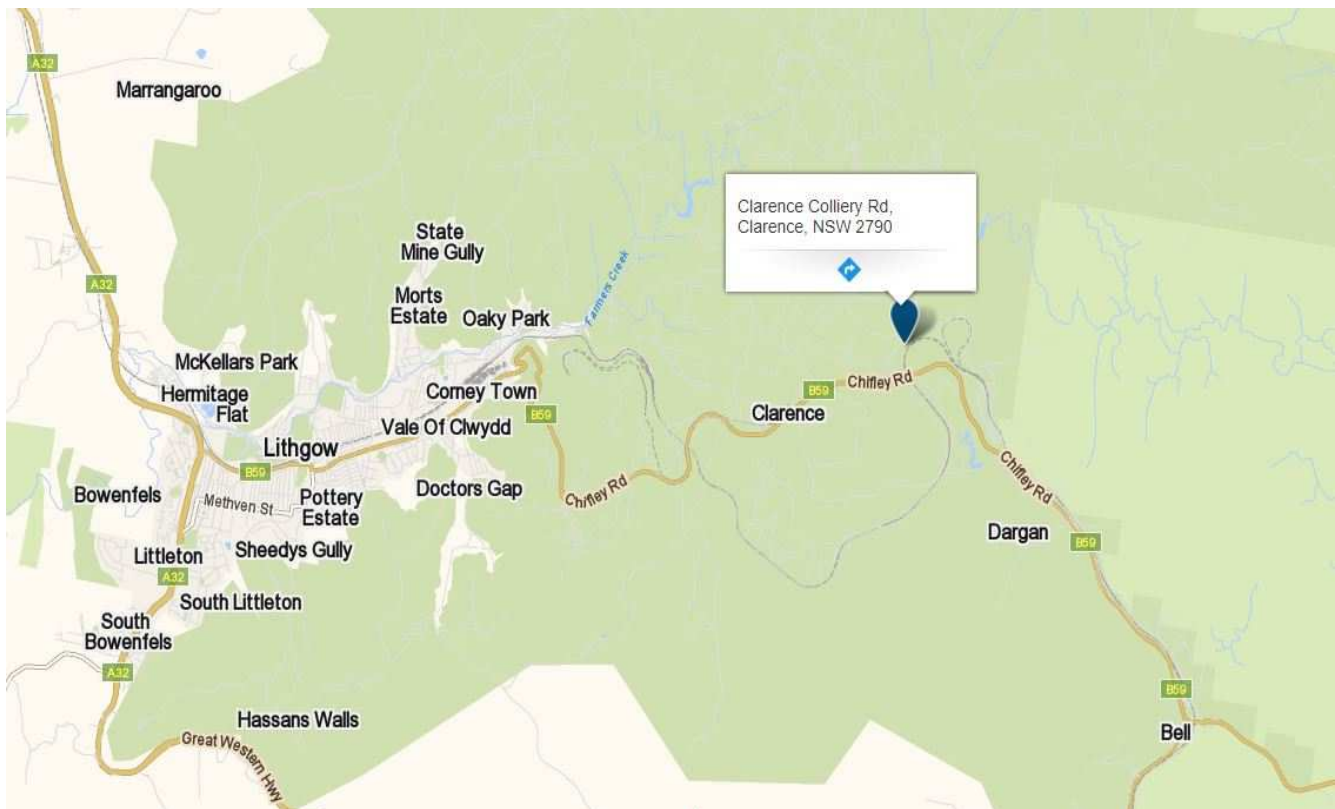 A32
Marrangaroo
Clarence Colliery Rd,
Clarence, NSW 2790
State
Mine Gully
Farmers Creek
A32
Morts
Estate
Oaky Park
McKellars Park
Chifley Rd
Hermitage
Flat
Corney Town
B59
B59
Clarence
Vale Of Clwydd
Lithgow
B59
Chifley Rd
Bowenfels
Methven St
Pottery
Estate
Doctors Gap
Chifley Rd
Littleton
Sheedys Gully
Dargan
B59
A32
South Littleton
South
Bowenfels
A32
B59
Hassans Walls
Great Western Hwy
Bell